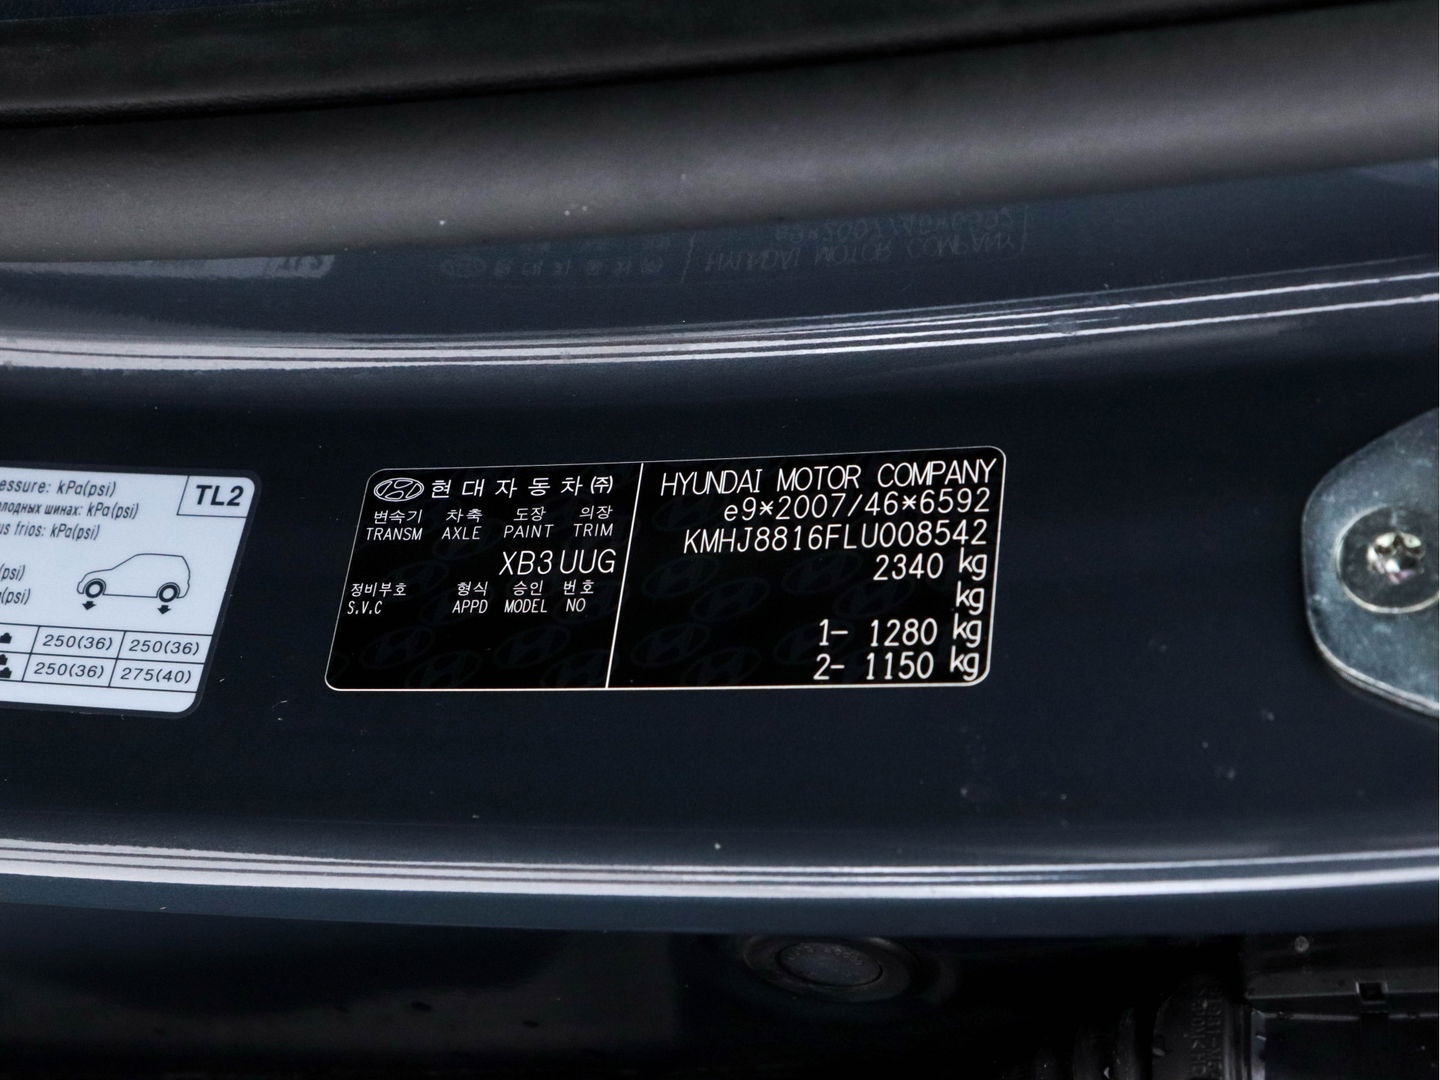 essure: kPa(psi)
TL2
олодных шинах: kPa(psi)
us frios: kPa(psi)
(psi)
(psi)
250(36) 250(36)
250(36) 275(40)
현대자동차㈜
변속기 차축 도장 의장
TRANSM AXLE PAINT TRIM
XB3 UUG
정비부호 형식 승인 번호
S.V.C APPD MODEL NO
HYUNDAI MOTOR COMPANY
e9*2007/46*6592
KMHJ8816FLU008542
2340 kg
kg
1- 1280 kg
2- 1150 kg